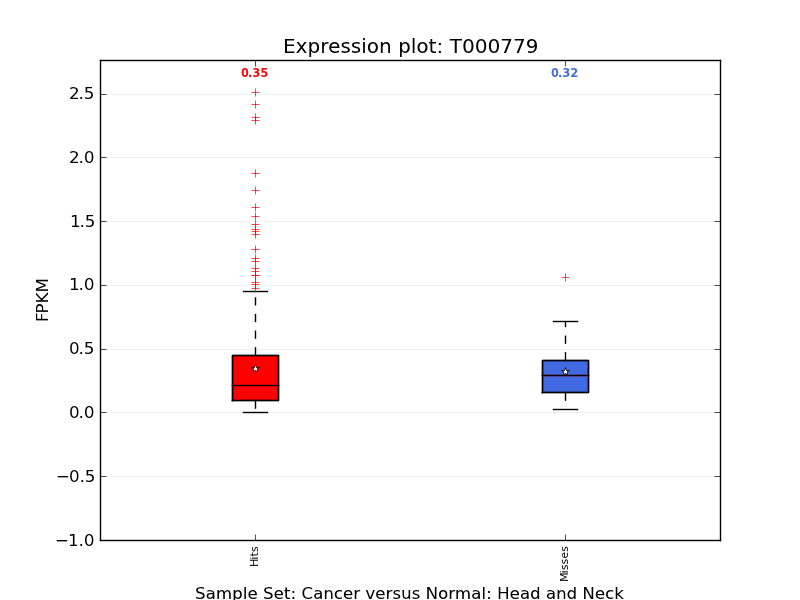 Expression plot: T000779
0.35
0.32
2.5
2.0
1.5
1.0
0.5
0.0
−0.5
−1.0
FPKM
Hits
Misses
Sample Set: Cancer versus Normal: Head and Neck